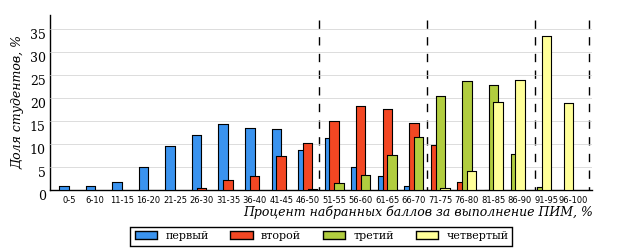 Доля студентов, %
35
30
25
20
15
10
5
0
0-5 6-10 11-15 16-20 21-25 26-30 31-35 36-40 41-45 46-50 51-55 56-60 61-65 66-70 71-75 76-80 81-85 86-90 91-95 96-100
Процент набранных баллов за выполнение ПИМ, %
первый второй третий четвертый